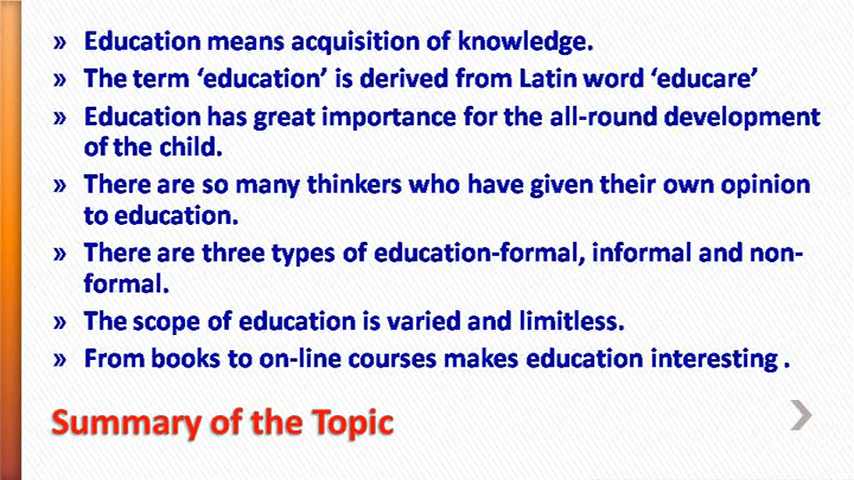 » Education means acquisition of knowledge.
» The term ‘education’ is derived from Latin word ‘educare’
» Education has great importance for the all-round development
of the child.
» There are so many thinkers who have given their own opinion
to education.
» There are three types of education-formal, informal and non-
formal.
» The scope of education is varied and limitless.
» From books to on-line courses makes education interesting .
Summary of the Topic